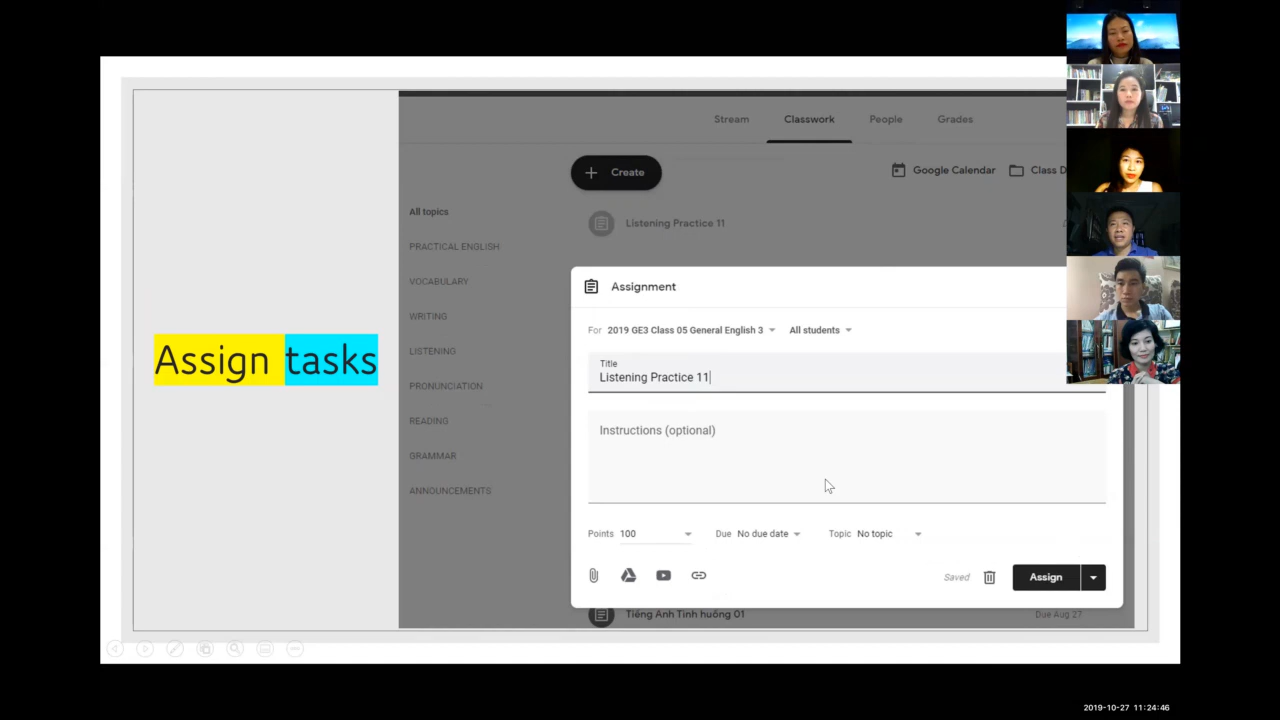 Stream Classwork People Grades
Create
Google Calendar Class D
All topics
Listening Practice 11
PRACTICAL ENGLISH
VOCABULARY
WRITING
LISTENING
PRONUNCIATION
READING
GRAMMAR
ANNOUNCEMENTS
Assign tasks
Assignment
For 2019 GE3 Class 05 General English 3 All students
Title
Listening Practice 11
Instructions (optional)
Points 100 Due No due date Topic No topic
Saved Assign
Tiếng Anh Tình huống 01 Due Aug 27
2019-10-27 11:24:46